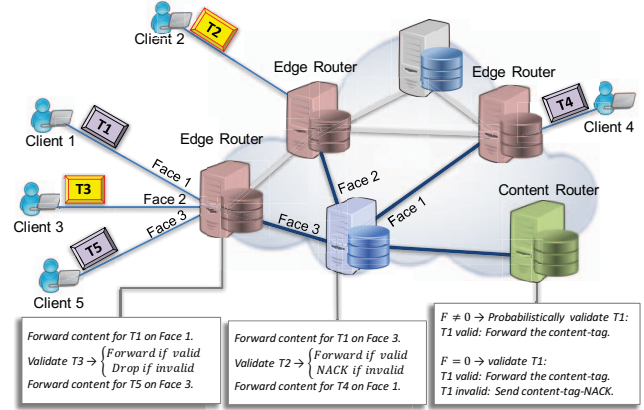 Client 2
T2
Edge Router
Edge Router
T4
Client 4
T1
Client 1
Edge Router
Face 1
Face 2
Face 3
T3
Client 3
T5
Client 5
Face 2
Face 1
Face 3
Content Router
Forward content for T1 on Face 1.
Validate T3 → { Forward if valid
Drop if invalid
Forward content for T5 on Face 3.
Forward content for T1 on Face 3.
Validate T2 → { Forward if valid
NACK if invalid
Forward content for T4 on Face 1.
F ≠ 0 → Probabilistically validate T1:
T1 valid: Forward the content-tag.
F = 0 → validate T1:
T1 valid: Forward the content-tag.
T1 invalid: Send content-tag-NACK.